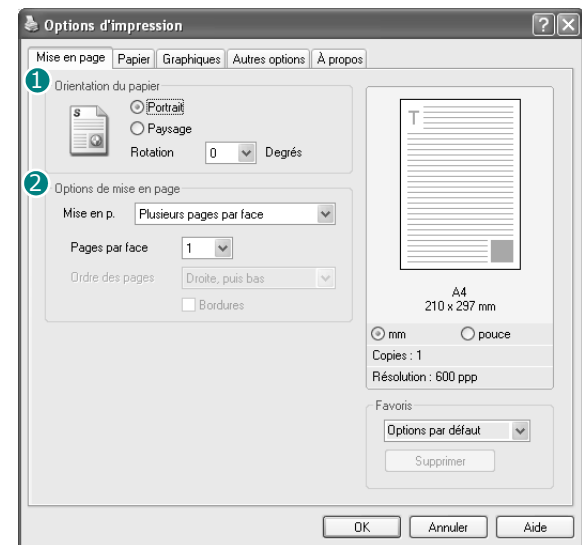 Options d'impression
Mise en page Papier Graphiques Autres options À propos
1 Orientation du papier
S
Portrait
Paysage
Rotation 0 Degrés
2 Options de mise en page
Mise en p. Plusieurs pages par face
Pages par face 1
Ordre des pages Droite, puis bas
Bordures
T
A4
210 x 297 mm
mm pouce
Copies : 1
Résolution : 600 ppp
Favoris
Options par défaut
Supprimer
OK Annuler Aide